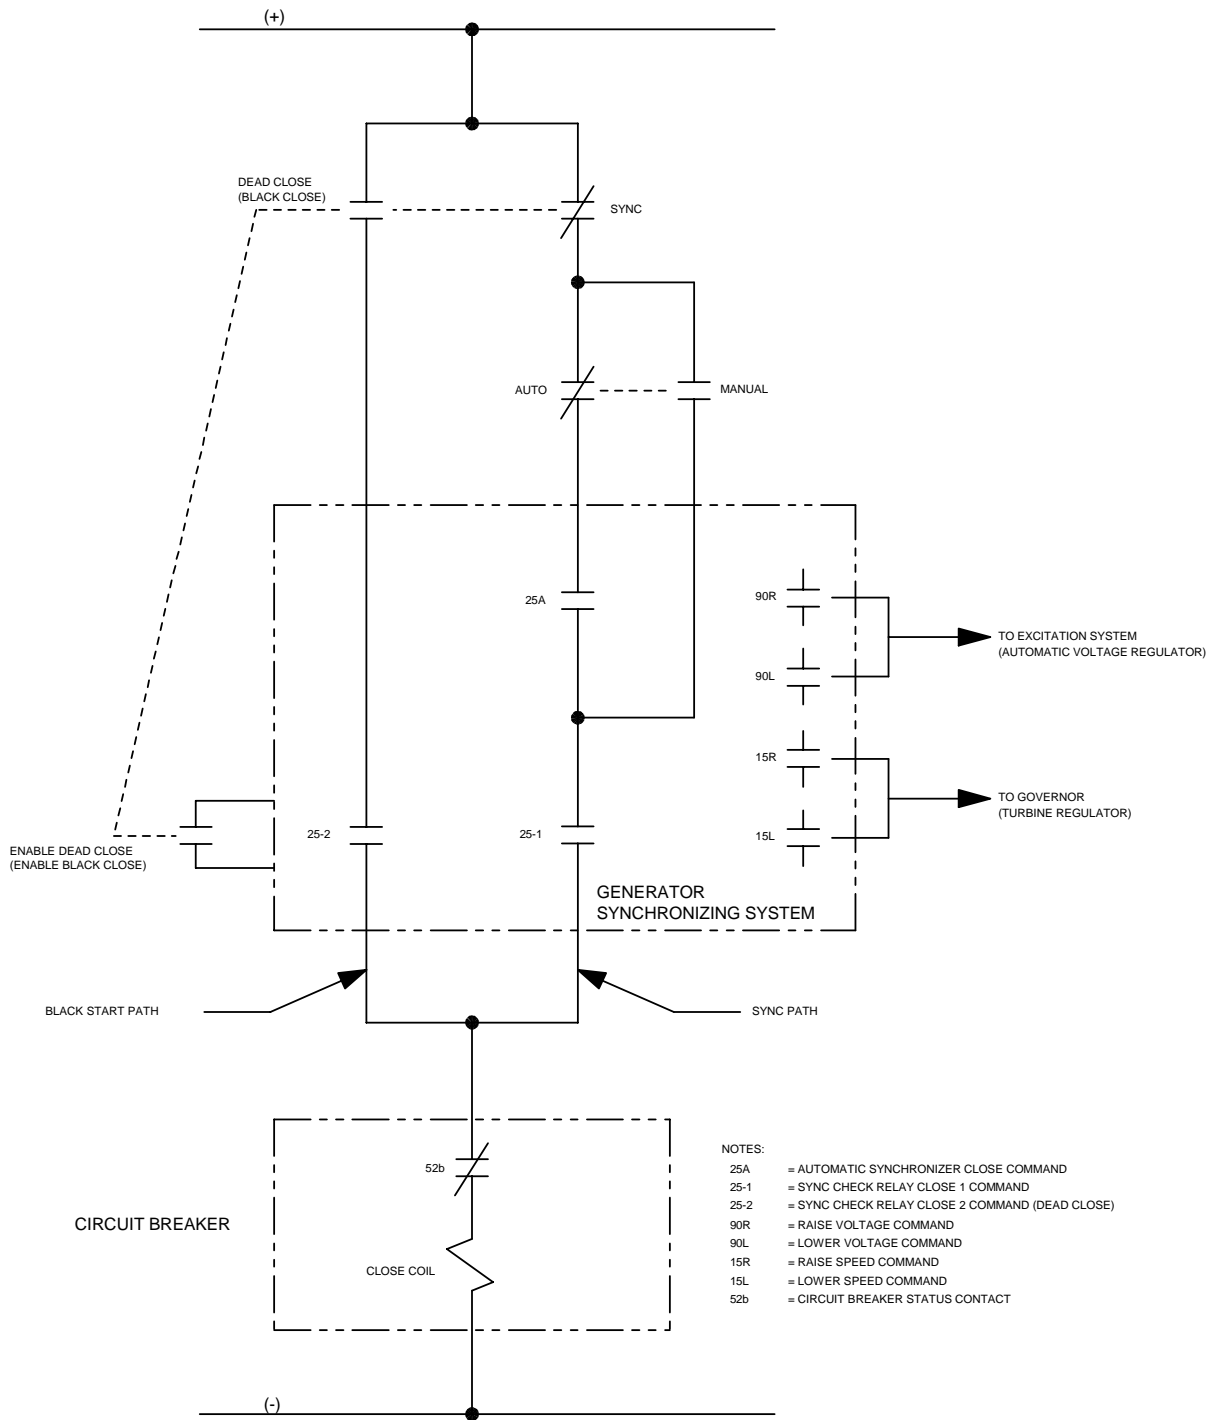 (+)
DEAD CLOSE
(BLACK CLOSE)
SYNC
AUTO
MANUAL
25A
90R
90L
TO EXCITATION SYSTEM
(AUTOMATIC VOLTAGE REGULATOR)
15R
15L
TO GOVERNOR
(TURBINE REGULATOR)
ENABLE DEAD CLOSE
(ENABLE BLACK CLOSE)
25-2
25-1
GENERATOR
SYNCHRONIZING SYSTEM
BLACK START PATH
SYNC PATH
52b
CIRCUIT BREAKER
CLOSE COIL
NOTES:
25A = AUTOMATIC SYNCHRONIZER CLOSE COMMAND
25-1 = SYNC CHECK RELAY CLOSE 1 COMMAND
25-2 = SYNC CHECK RELAY CLOSE 2 COMMAND (DEAD CLOSE)
90R = RAISE VOLTAGE COMMAND
90L = LOWER VOLTAGE COMMAND
15R = RAISE SPEED COMMAND
15L = LOWER SPEED COMMAND
52b = CIRCUIT BREAKER STATUS CONTACT
(-)